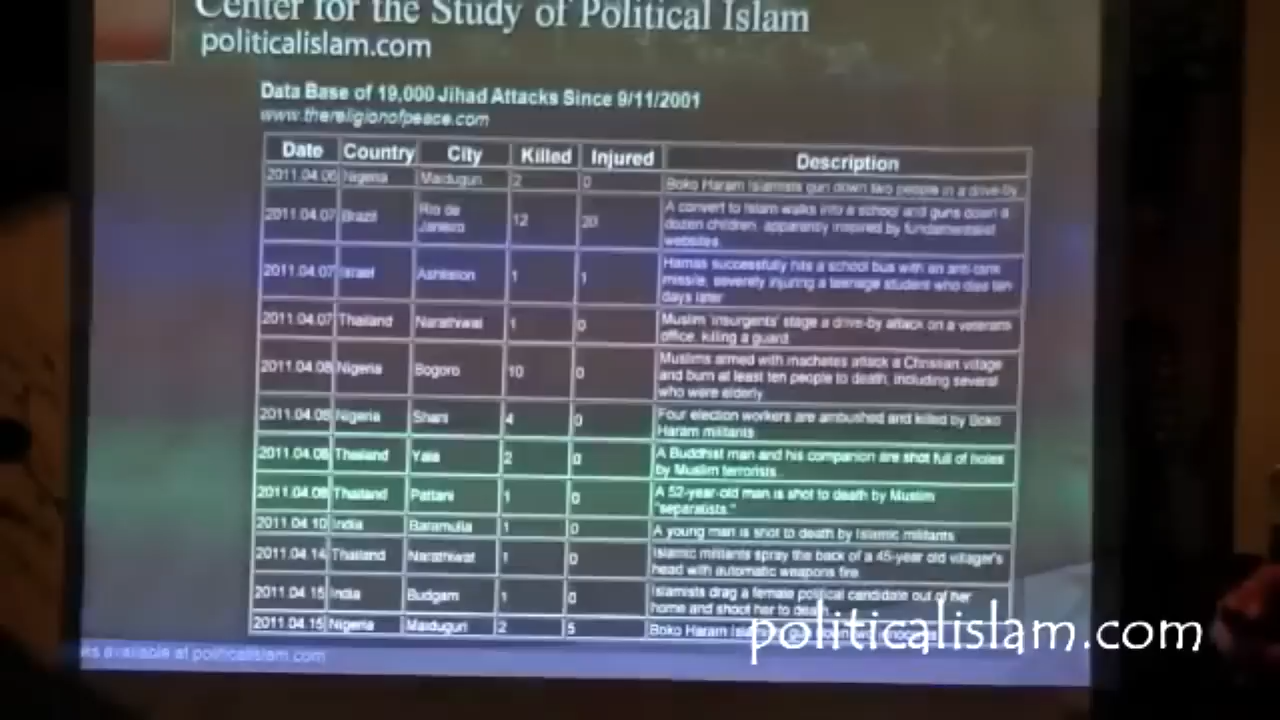 Center for the Study of Political Islam
politicalislam.com
Data Base of 19,000 Jihad Attacks Since 9/11/2001
www.thereligionofpeace.com
Date Country City Killed Injured Description
2011.04.06 Nigeria Maiduguri 2 0 Boko Haram Islamists gun down two people in a drive-by
2011.04.07 Brazil Rio de Janeiro 12 20 A convert to Islam walks into a school and guns down a
dozen children, apparently inspired by fundamentalist
websites
2011.04.07 Israel Ashkelon 1 1 Hamas successfully hits a school bus with an anti-tank
missile, severely injuring a teenage student who dies ten
days later
2011.04.07 Thailand Narathiwat 1 0 Muslim 'insurgents' stage a drive-by attack on a veterans
office, killing a guard
2011.04.08 Nigeria Bogoro 10 0 Muslims armed with machetes attack a Christian village
and burn at least ten people to death, including several
who were elderly
2011.04.08 Nigeria Shani 4 0 Four election workers are ambushed and killed by Boko
Haram militants
2011.04.08 Thailand Yala 2 0 A Buddhist man and his companion are shot full of holes
by Muslim terrorists
2011.04.08 Thailand Pattani 1 0 A 52-year-old man is shot to death by Muslim
"separatists."
2011.04.10 India Baramulla 1 0 A young man is shot to death by Islamic militants
2011.04.14 Thailand Narathiwat 1 0 Islamic militants spray the back of a 45-year old villager's
head with automatic weapons fire
2011.04.15 India Budgam 1 0 Islamists drag a female political candidate out of her
home and shoot her to
2011.04.15 Nigeria Maiduguri 2 5 Boko Haram
available at politicalislam.com
politicalislam.com